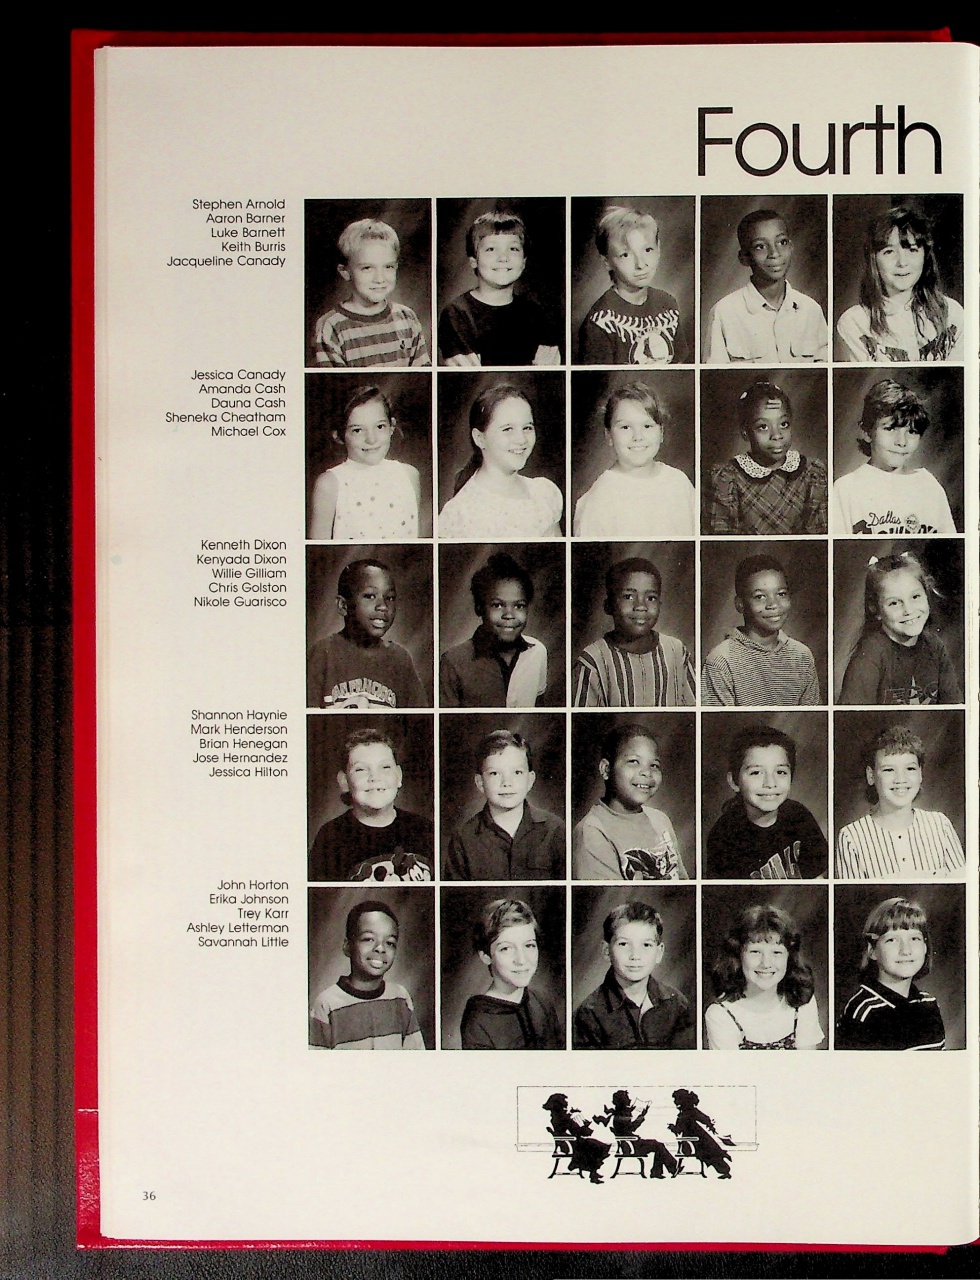 Fourth
Stephen Arnold
Aaron Barner
Luke Barnett
Keith Burris
Jacqueline Canady
Jessica Canady
Amanda Cash
Dauna Cash
Sheneka Cheatham
Michael Cox
Dallas
Kenneth Dixon
Kenyada Dixon
Willie Gilliam
Chris Golston
Nikole Guarisco
Shannon Haynie
Mark Henderson
Brian Henegan
Jose Hernandez
Jessica Hilton
John Horton
Erika Johnson
Trey Karr
Ashley Letterman
Savannah Little
36